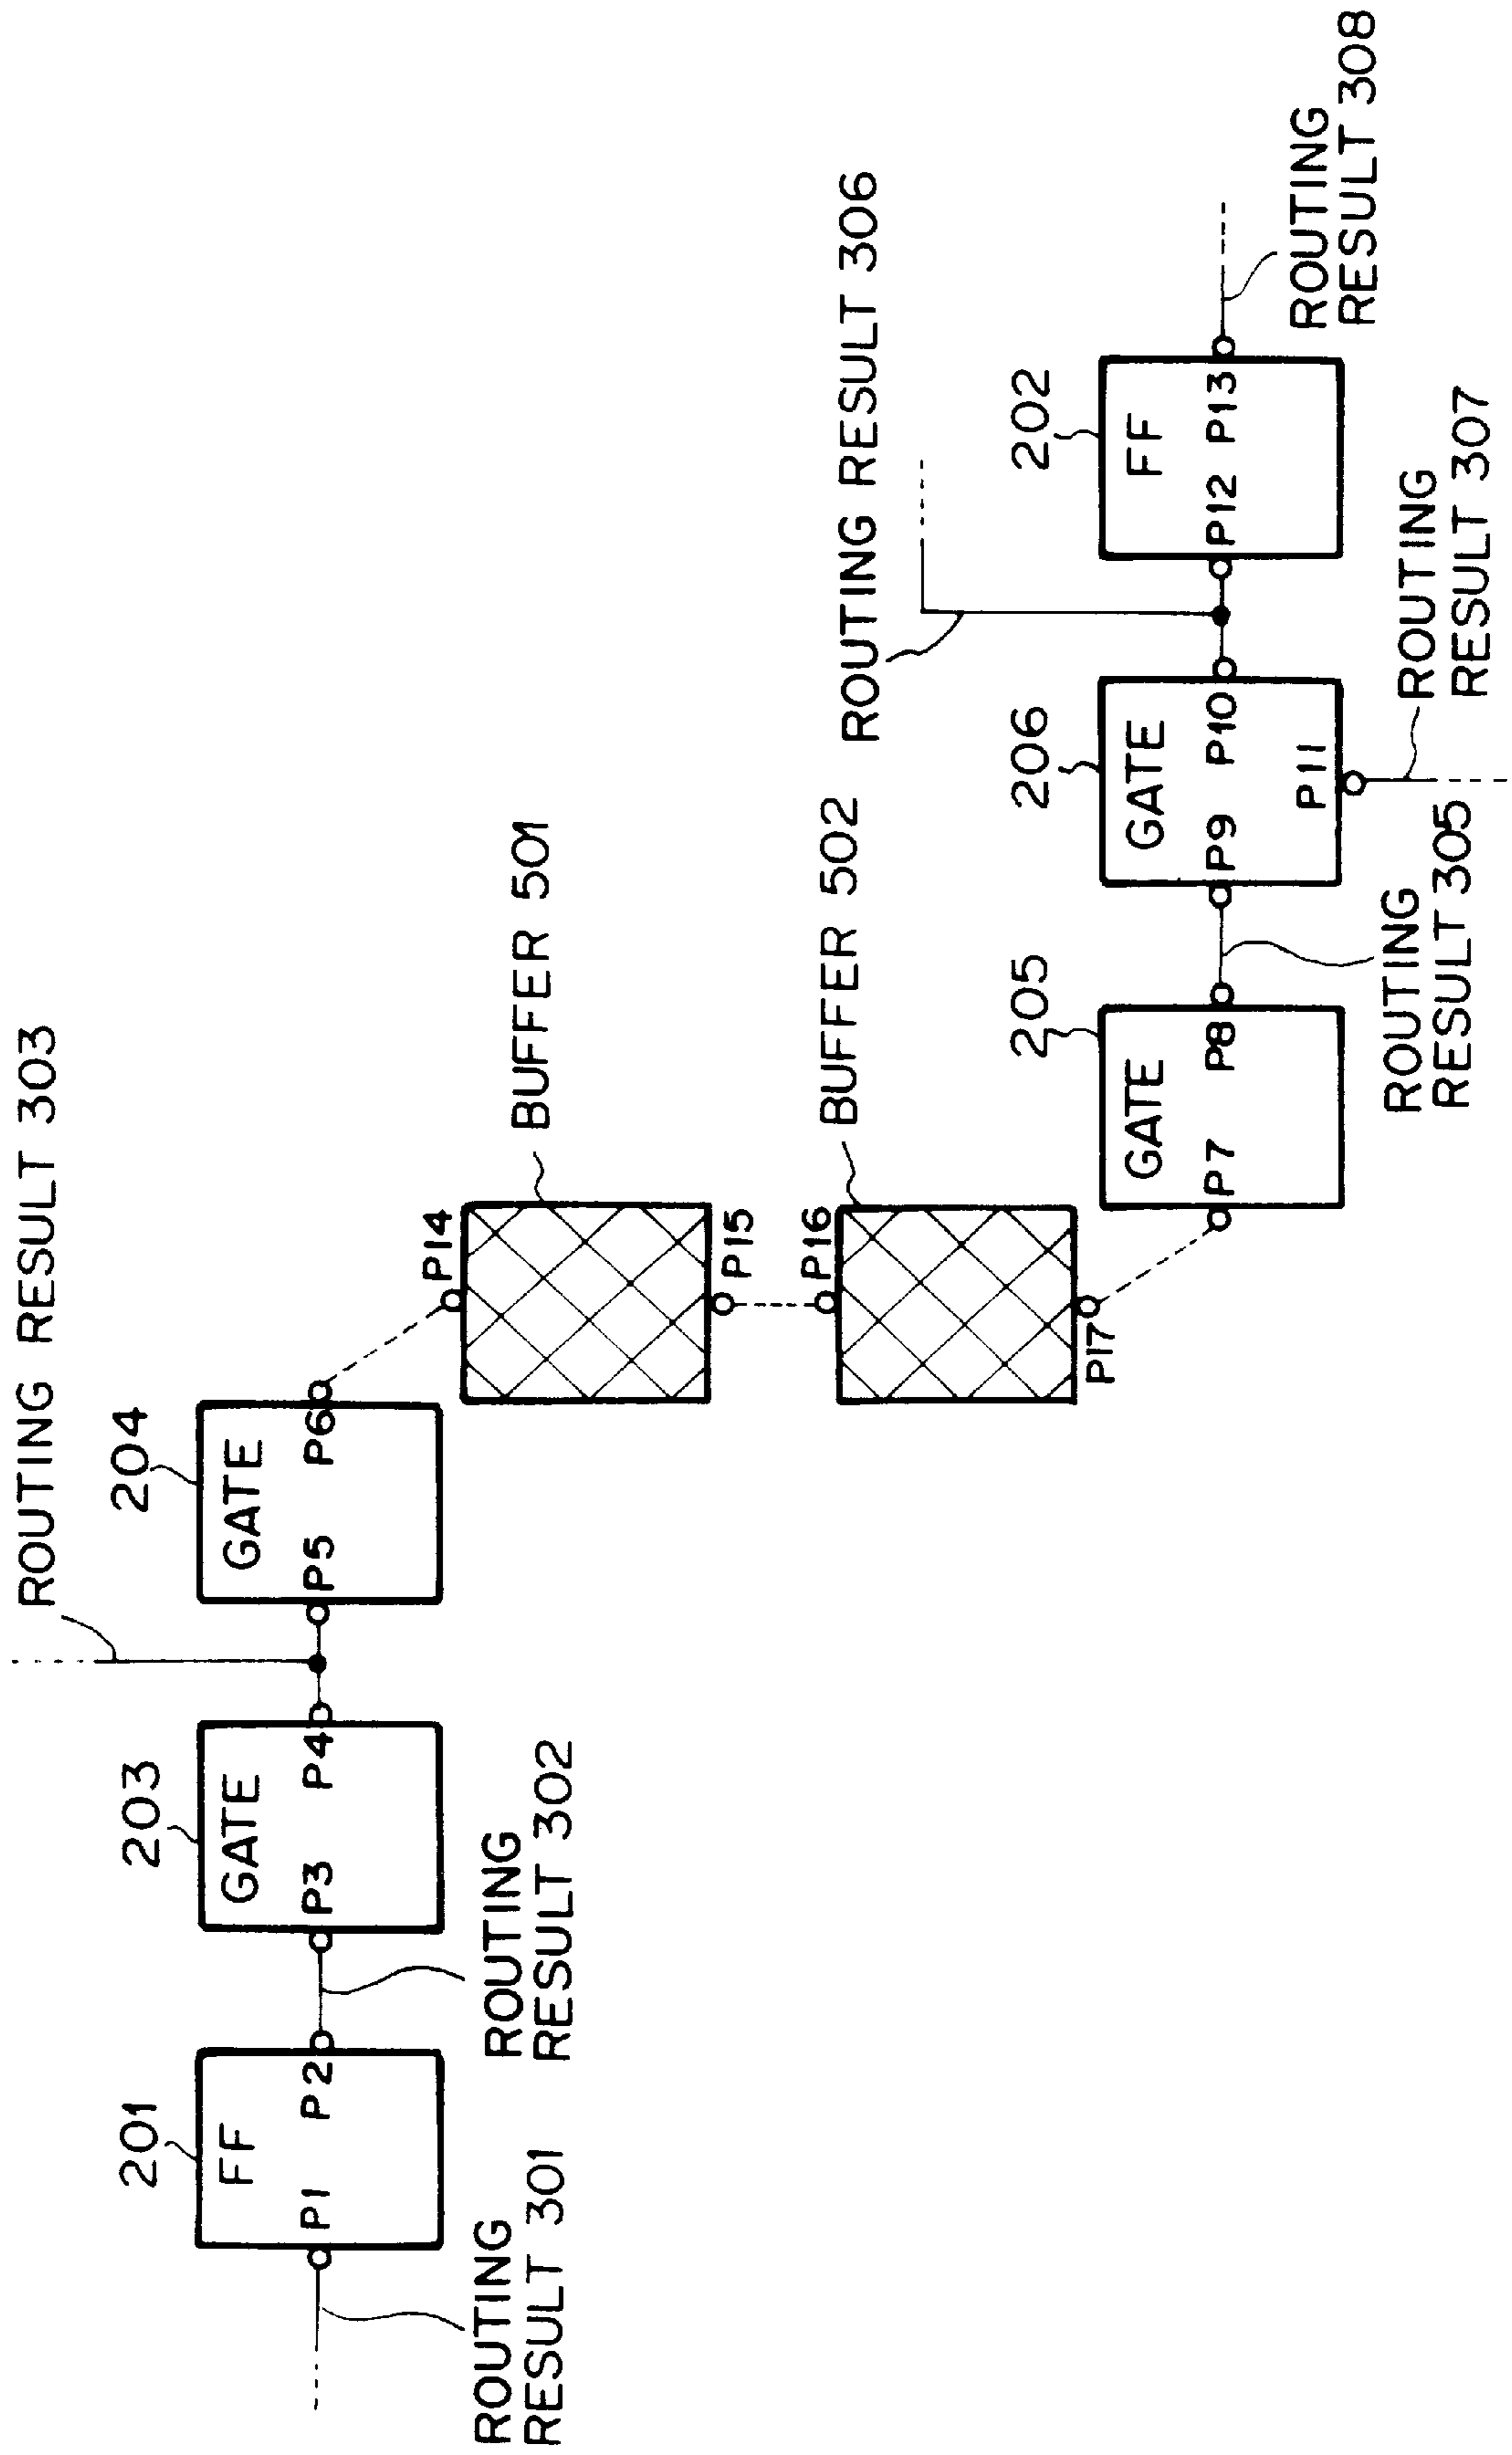 ROUTING RESULT 303
201
FF
P1 P2
203
GATE
P3 P4
204
GATE
P5 P6
ROUTING
RESULT 301
ROUTING
RESULT 302
P14
BUFFER 501
P15
P16
BUFFER 502
P17
ROUTING RESULT 306
205
GATE
P7 P8
206
GATE
P9 P10
P11
202
FF
P12 P13
ROUTING
RESULT 305
ROUTING
RESULT 307
ROUTING
RESULT 308